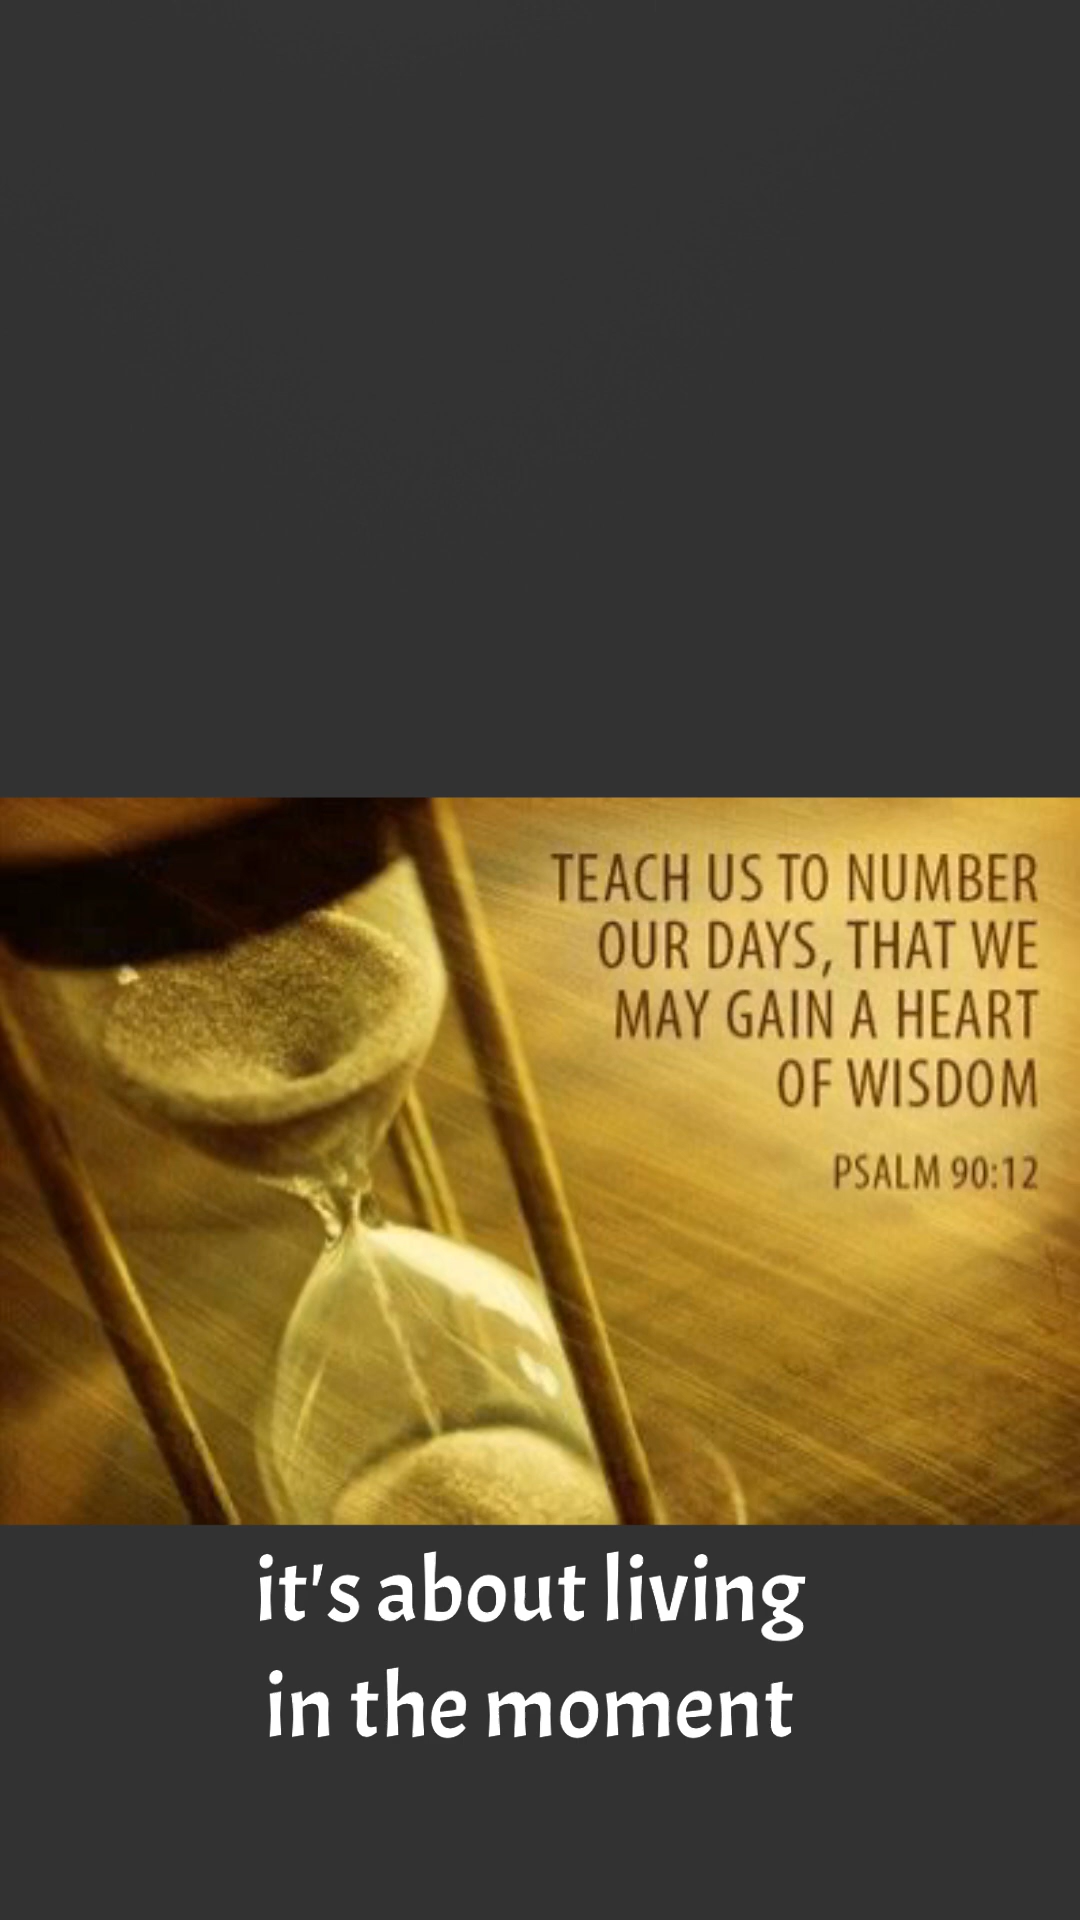 TEACH US TO NUMBER
OUR DAYS, THAT WE
MAY GAIN A HEART
OF WISDOM
PSALM 90:12
it's about living
in the moment